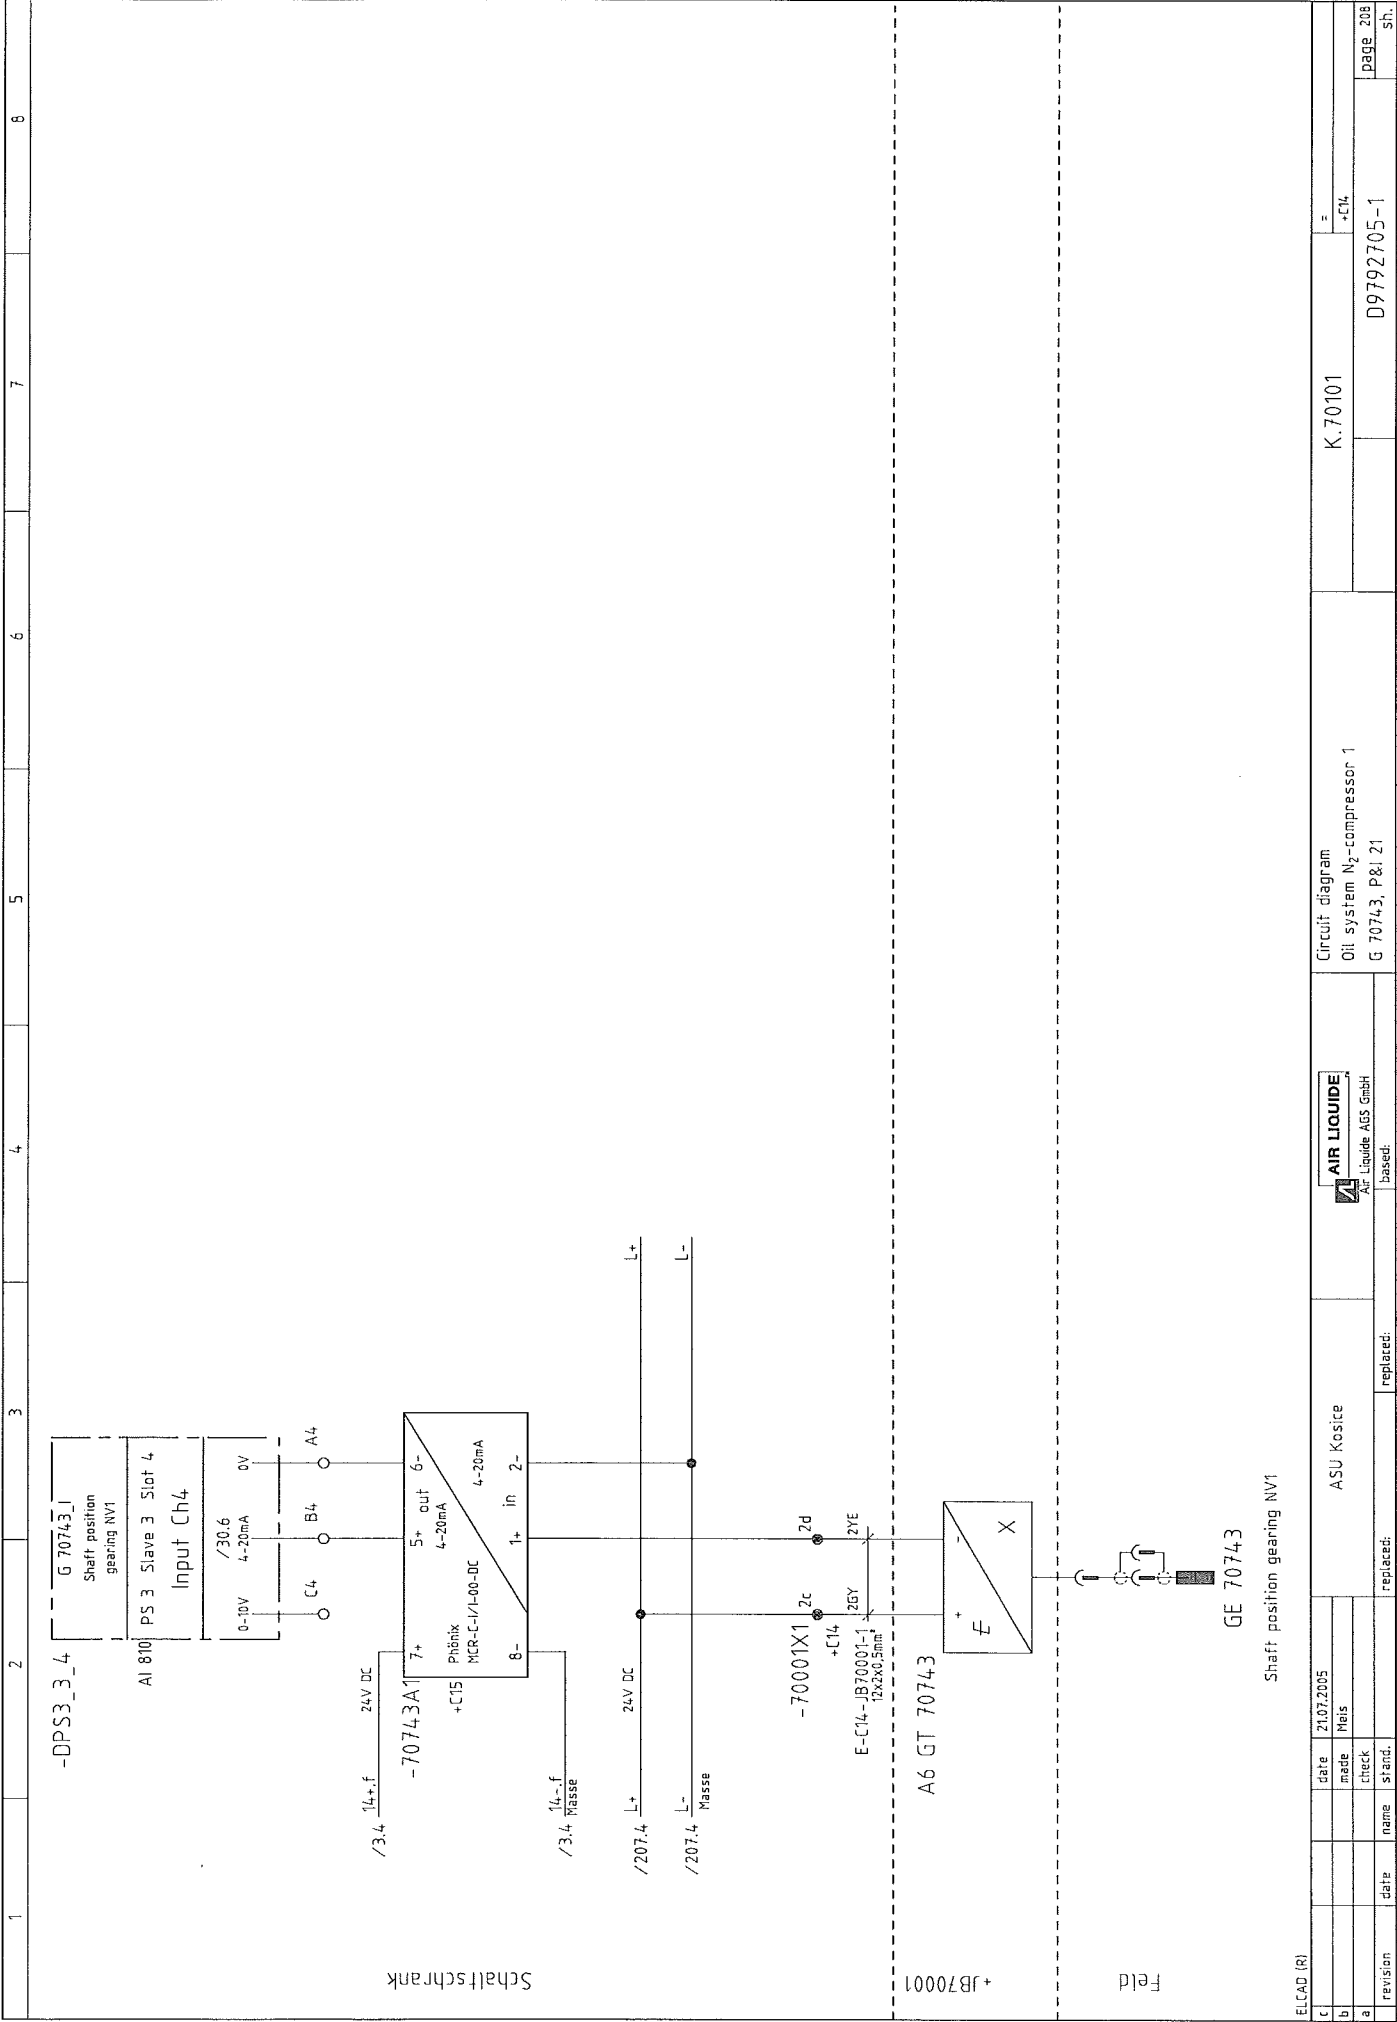 1 2 3 4 5 6 7 8
-DPS3_3_4
G 70743_I
Shaft position
gearing NV1
AI 810
PS 3 Slave 3 Slot 4
Input Ch4
/30.6
0-10V 4-20mA 0V
C4 B4 A4
/3.4 14+.f 24V DC
-70743A1
+C15
7+ 5+ out 6-
4-20mA
Phönix
MCR-C-I/I-00-DC
4-20mA
8- 1+ in 2-
/3.4 14-.f
Masse
/207.4 L+ 24V DC L+
/207.4 L- L-
Masse
Schaltschrank
-70001X1 2c 2d
+C14
E-C14-JB70001-1 2GY 2YE
12x2x0,5mm²
+JB70001
A6 GT 70743
+ -
E
X
Feld
GE 70743
Shaft position gearing NV1
ELCAD (R)
c
b
a
revision date name
date 21.07.2005
made Meis
check
stand.
replaced:
ASU Kosice
replaced:
AIR LIQUIDE
Air Liquide AGS GmbH
based:
Circuit diagram
Oil system N₂-compressor 1
G 70743, P&I 21
K.70101
=
+C14
D9792705-1
page 208
sh.